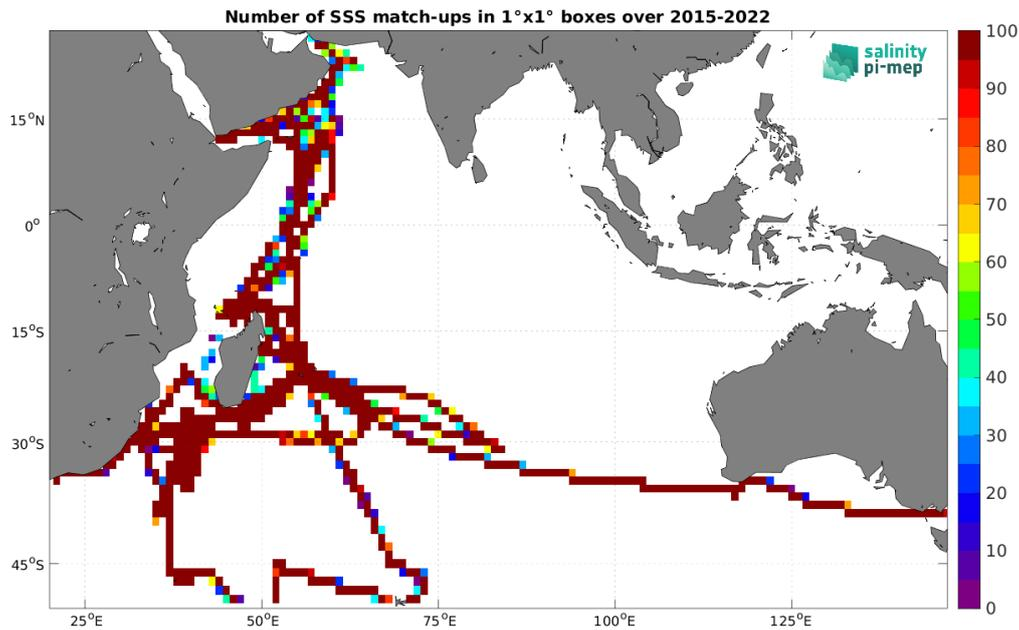 Number of SSS match-ups in 1°x1° boxes over 2015-2022
salinity
pi-mep
15°N
0°
15°S
30°S
45°S
25°E 50°E 75°E 100°E 125°E
100
90
80
70
60
50
40
30
20
10
0